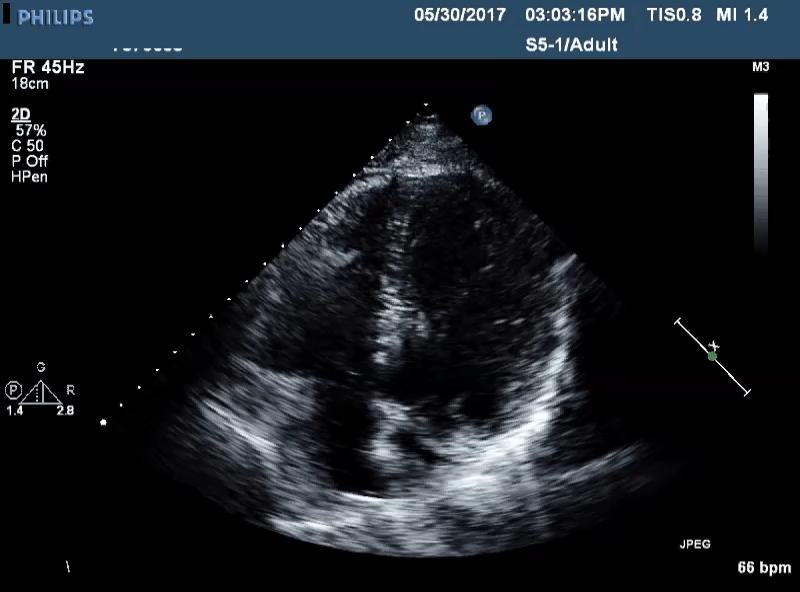 PHILIPS
05/30/2017 03:03:16PM TIS0.8 MI 1.4
S5-1/Adult
FR 45Hz
18cm
2D
57%
C 50
P Off
HPen
M3
P
G
P R
1.4 2.8
JPEG
66 bpm